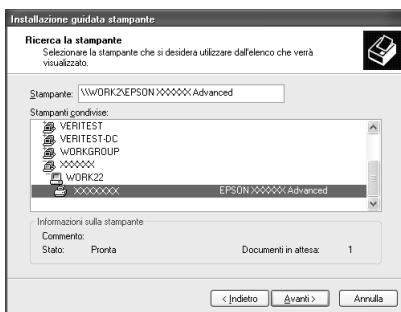 Installazione guidata stampante
Ricerca la stampante
Selezionare la stampante che si desidera utilizzare dall'elenco che verrà
visualizzato.
Stampante: \\WORK2\EPSON XXXXXX Advanced
Stampanti condivise:
VERITEST
VERITEST-DC
WORKGROUP
XXXXXX
WORK22
XXXXXXX EPSON XXXXXX Advanced
Informazioni sulla stampante
Commento:
Stato: Pronta Documenti in attesa: 1
< Indietro Avanti > Annulla